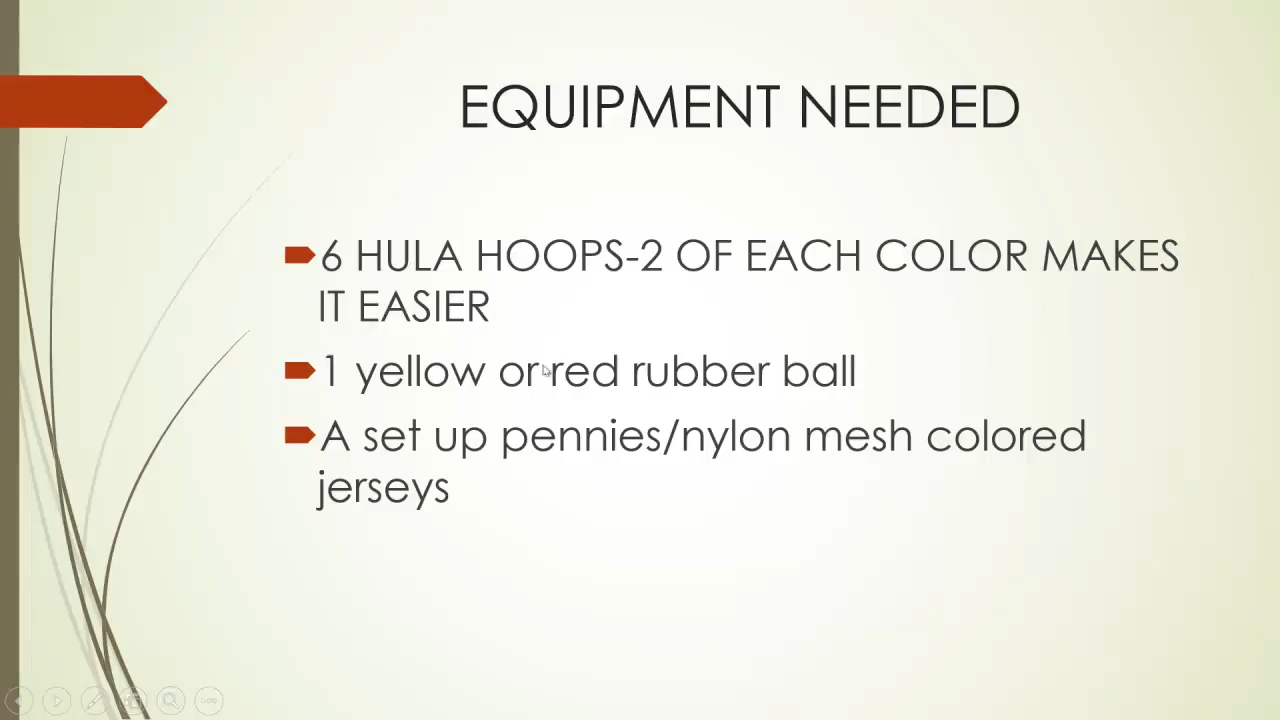 EQUIPMENT NEEDED
6 HULA HOOPS-2 OF EACH COLOR MAKES
IT EASIER
1 yellow or red rubber ball
A set up pennies/nylon mesh colored
jerseys